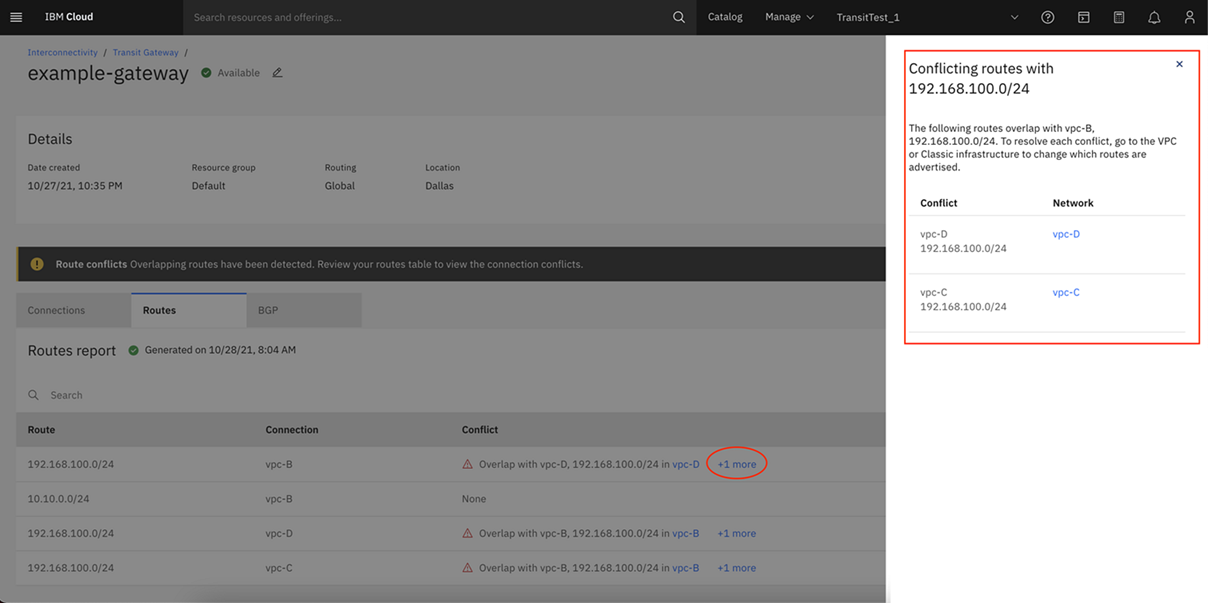 IBM Cloud
Search resources and offerings...
Catalog
Manage
TransitTest_1
Interconnectivity / Transit Gateway /
example-gateway
Available
Details
Date created
Resource group
Routing
Location
10/27/21, 10:35 PM
Default
Global
Dallas
Route conflicts Overlapping routes have been detected. Review your routes table to view the connection conflicts.
Connections
Routes
BGP
Routes report
Generated on 10/28/21, 8:04 AM
Search
Route Connection Conflict
192.168.100.0/24 vpc-B Overlap with vpc-D, 192.168.100.0/24 in vpc-D +1 more
10.10.0.0/24 vpc-B None
192.168.100.0/24 vpc-D Overlap with vpc-B, 192.168.100.0/24 in vpc-B +1 more
192.168.100.0/24 vpc-C Overlap with vpc-B, 192.168.100.0/24 in vpc-B +1 more
Conflicting routes with
192.168.100.0/24
The following routes overlap with vpc-B,
192.168.100.0/24. To resolve each conflict, go to the VPC
or Classic infrastructure to change which routes are
advertised.
Conflict Network
vpc-D vpc-D
192.168.100.0/24
vpc-C vpc-C
192.168.100.0/24